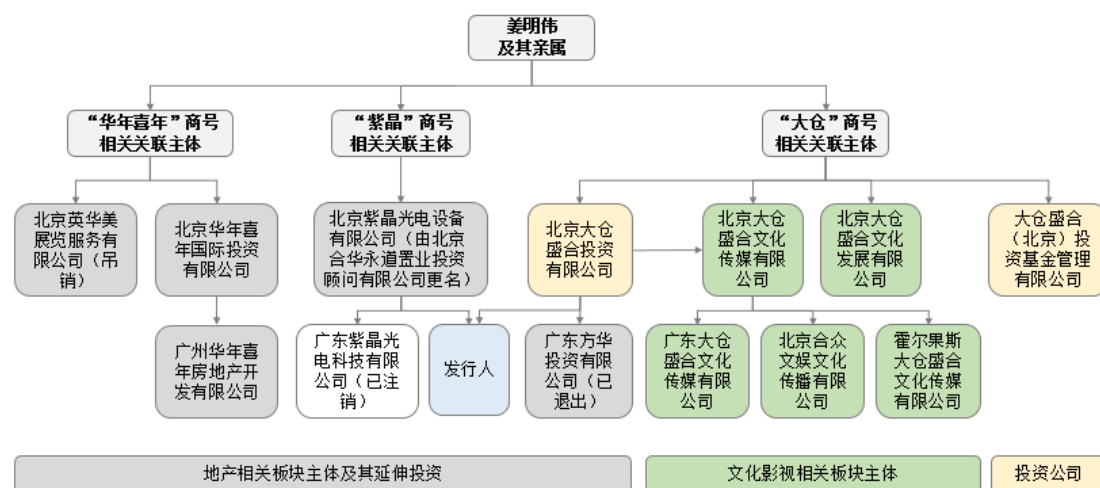 姜明伟
及其亲属
“华年喜年”商号
相关关联主体
“紫晶”商号
相关关联主体
“大仓”商号
相关关联主体
北京英华美
展览服务有
限公司（吊
销）
北京华年喜
年国际投资
有限公司
北京紫晶光电设备
有限公司（由北京
合华永道置业投资
顾问有限公司更名）
北京大仓
盛合投资
有限公司
北京大仓
盛合文化
传媒有限
公司
北京大仓
盛合文化
发展有限
公司
大仓盛合
（北京）投
资基金管理
有限公司
广州华年喜
年房地产开
发有限公司
广东紫晶光
电科技有限
公司（已注
销）
发行人
广东方华
投资有限
公司（已
退出）
广东大仓
盛合文化
传媒有限
公司
北京合众
文娱文化
传播有限
公司
霍尔果斯
大仓盛合
文化传媒
有限公司
地产相关板块主体及其延伸投资
文化影视相关板块主体
投资公司